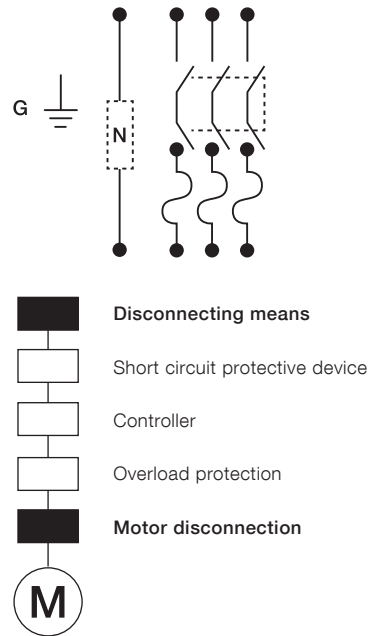 G
N
Disconnecting means
Short circuit protective device
Controller
Overload protection
Motor disconnection
M